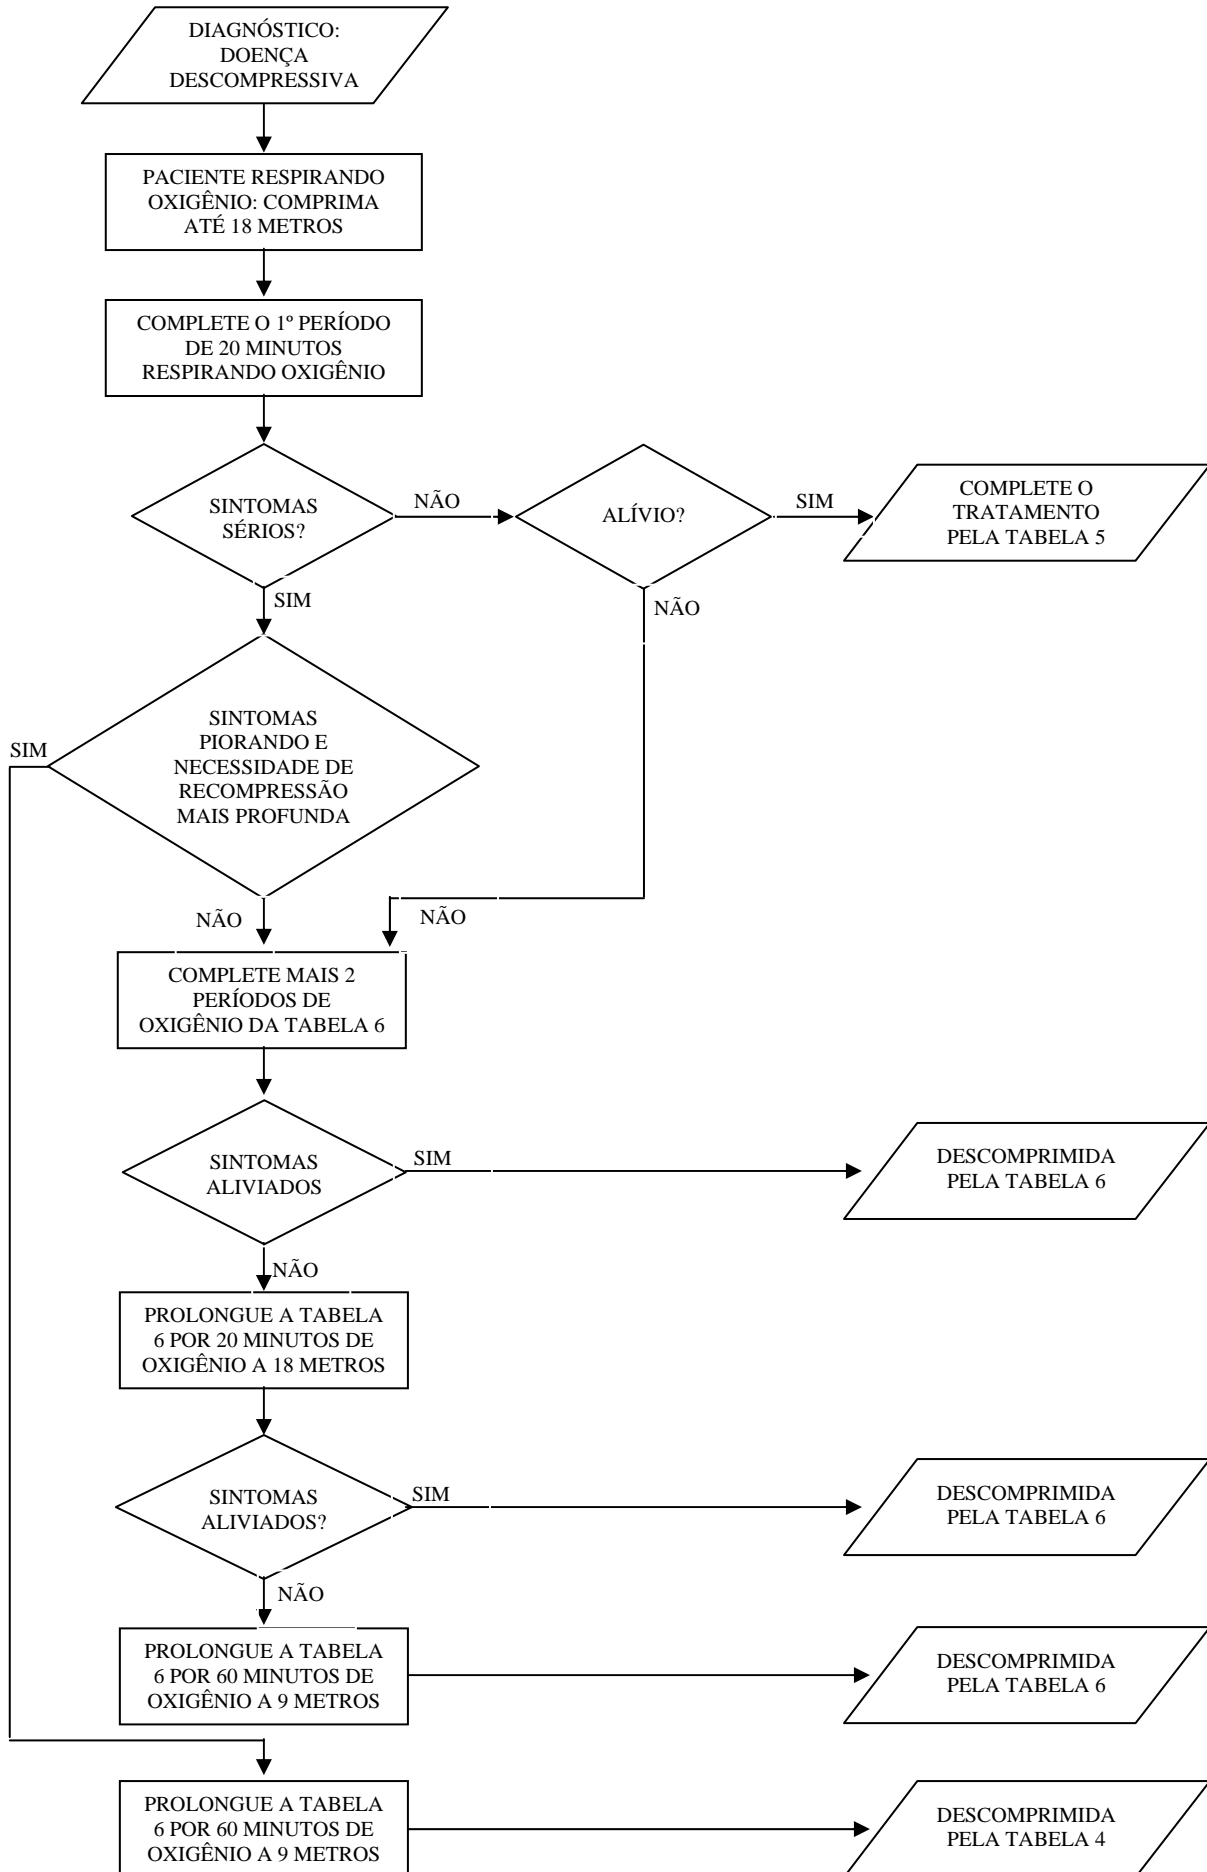 DIAGNÓSTICO:
DOENÇA
DESCOMPRESSIVA
PACIENTE RESPIRANDO
OXIGÊNIO: COMPRIMA
ATÉ 18 METROS
COMPLETE O 1º PERÍODO
DE 20 MINUTOS
RESPIRANDO OXIGÊNIO
SINTOMAS
SÉRIOS?
NÃO
ALÍVIO?
SIM
COMPLETE O
TRATAMENTO
PELA TABELA 5
SIM
NÃO
SINTOMAS
PIORANDO E
NECESSIDADE DE
RECOMPRESSÃO
MAIS PROFUNDA
SIM
NÃO
NÃO
COMPLETE MAIS 2
PERÍODOS DE
OXIGÊNIO DA TABELA 6
SINTOMAS
ALIVIADOS
SIM
DESCOMPRIMIDA
PELA TABELA 6
NÃO
PROLONGUE A TABELA
6 POR 20 MINUTOS DE
OXIGÊNIO A 18 METROS
SINTOMAS
ALIVIADOS?
SIM
DESCOMPRIMIDA
PELA TABELA 6
NÃO
PROLONGUE A TABELA
6 POR 60 MINUTOS DE
OXIGÊNIO A 9 METROS
DESCOMPRIMIDA
PELA TABELA 6
PROLONGUE A TABELA
6 POR 60 MINUTOS DE
OXIGÊNIO A 9 METROS
DESCOMPRIMIDA
PELA TABELA 4